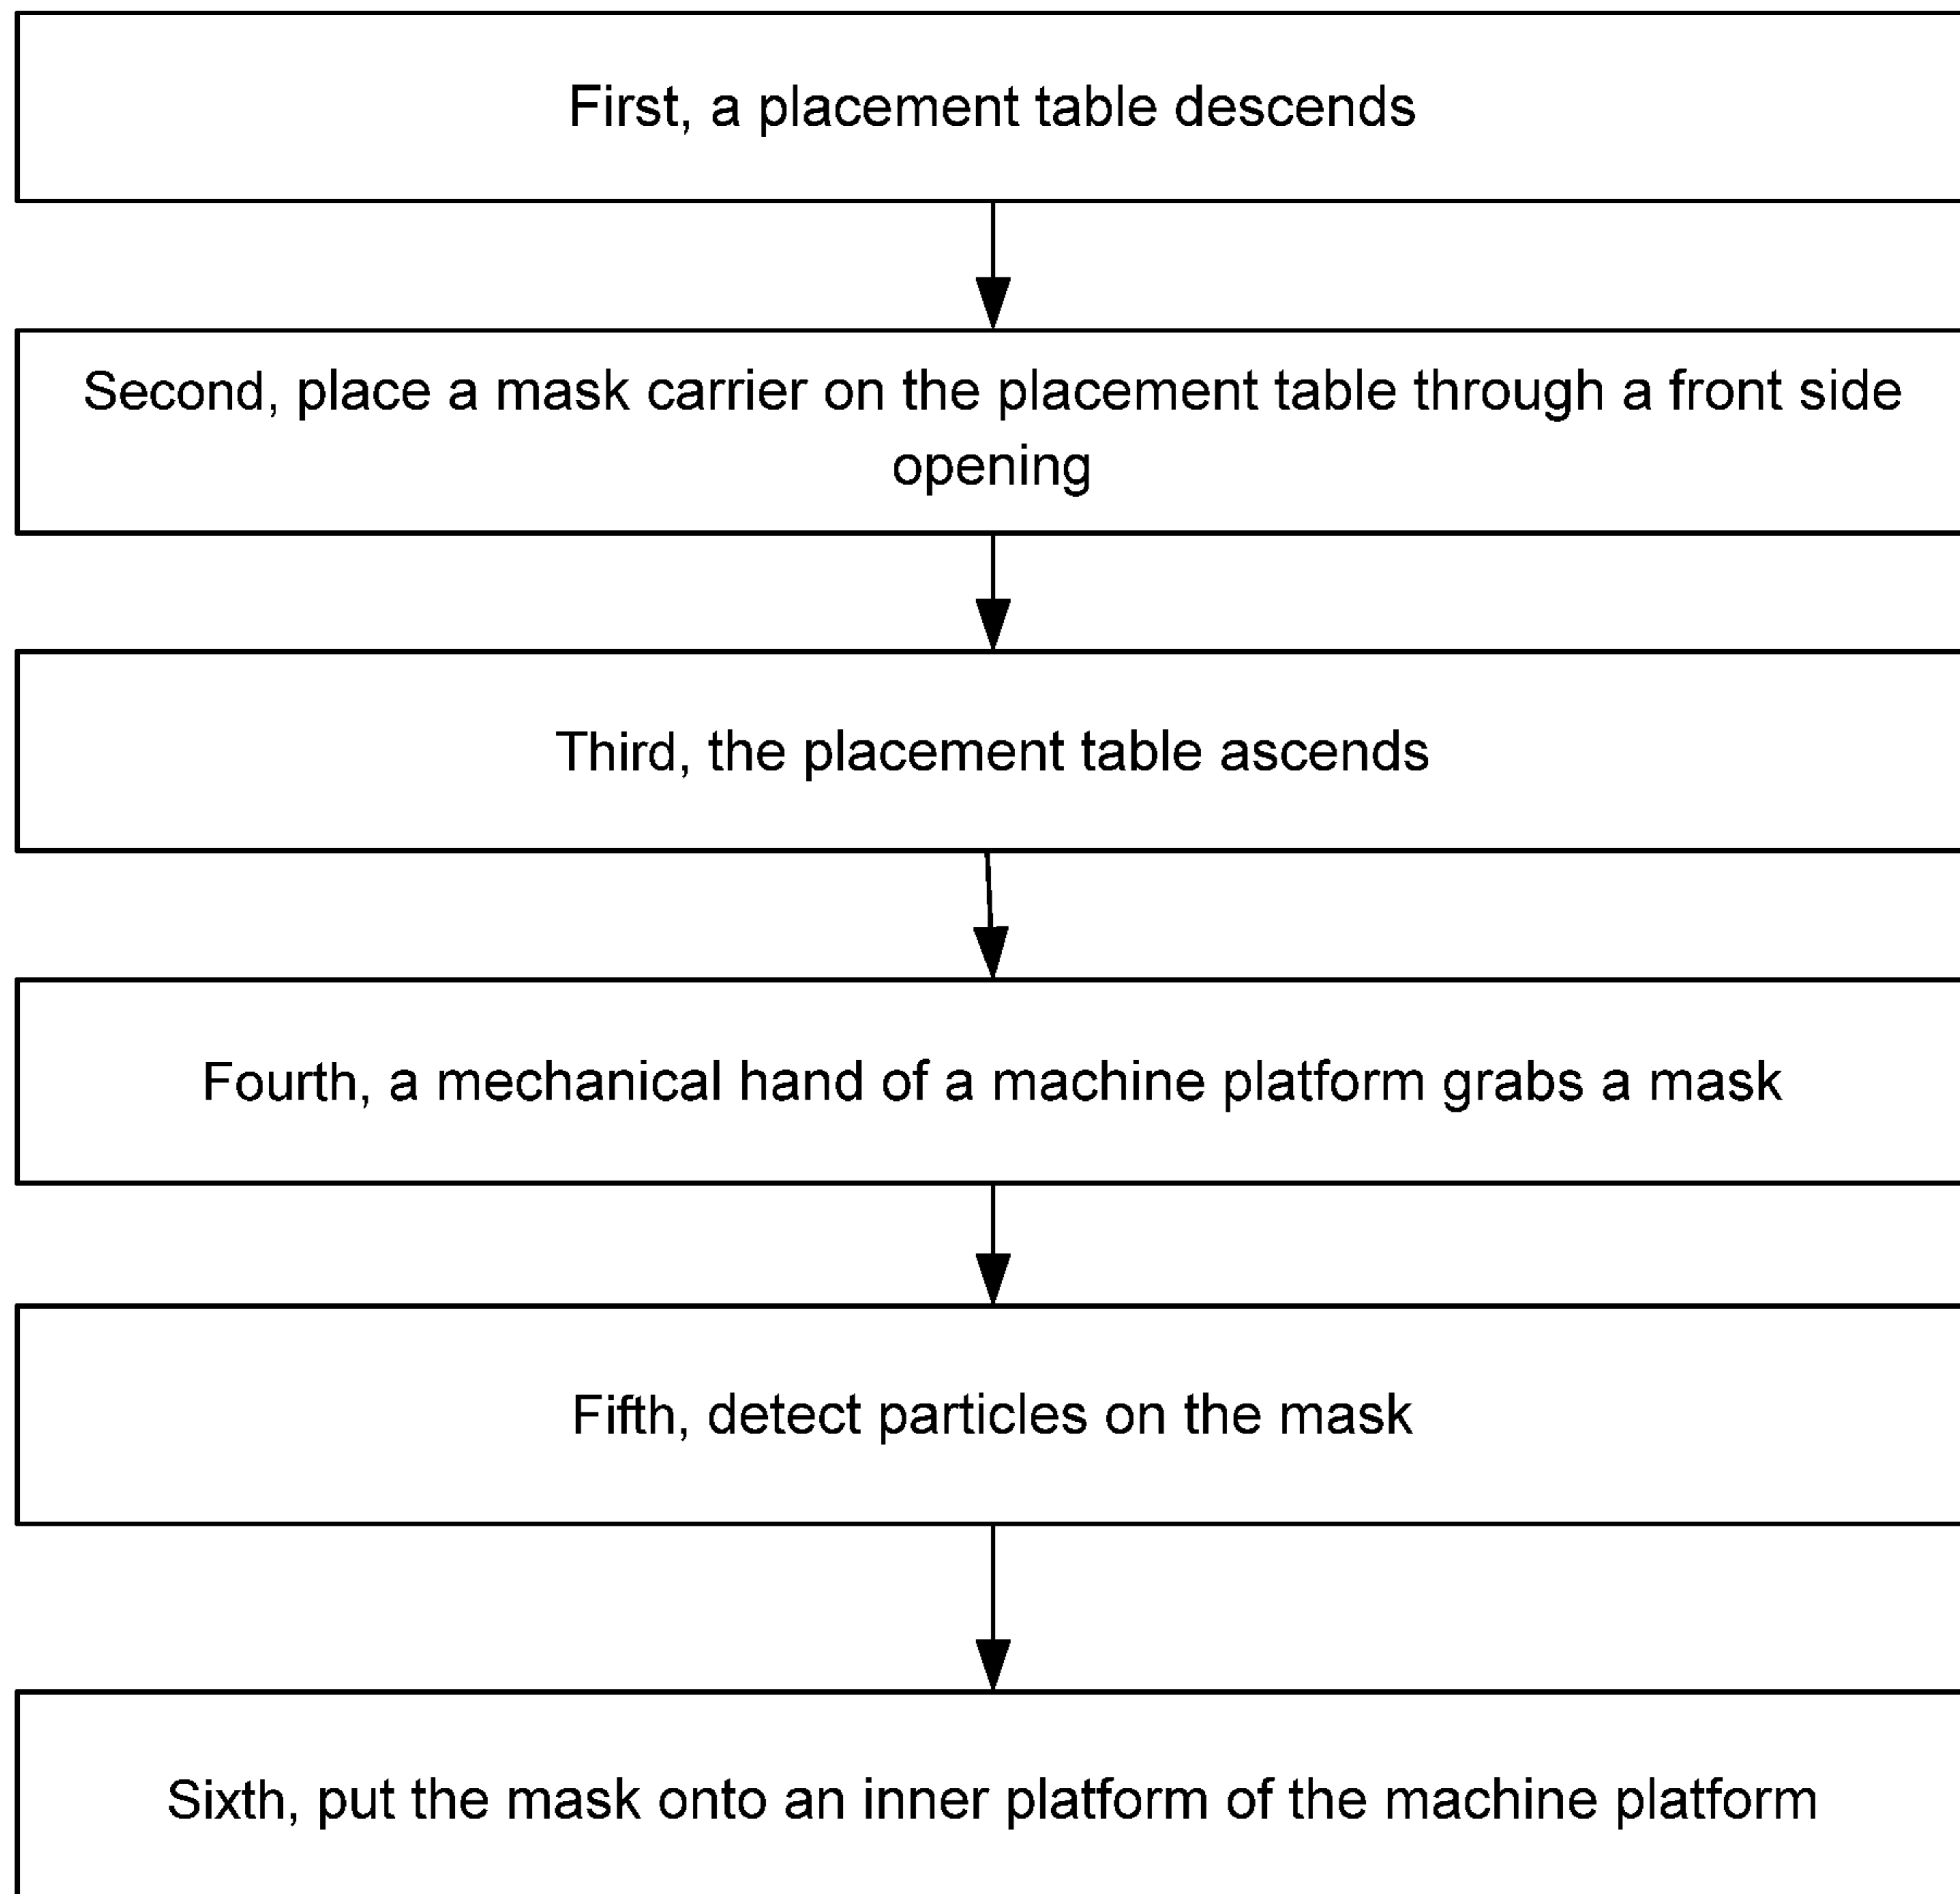 First, a placement table descends
Second, place a mask carrier on the placement table through a front side
opening
Third, the placement table ascends
Fourth, a mechanical hand of a machine platform grabs a mask
Fifth, detect particles on the mask
Sixth, put the mask onto an inner platform of the machine platform